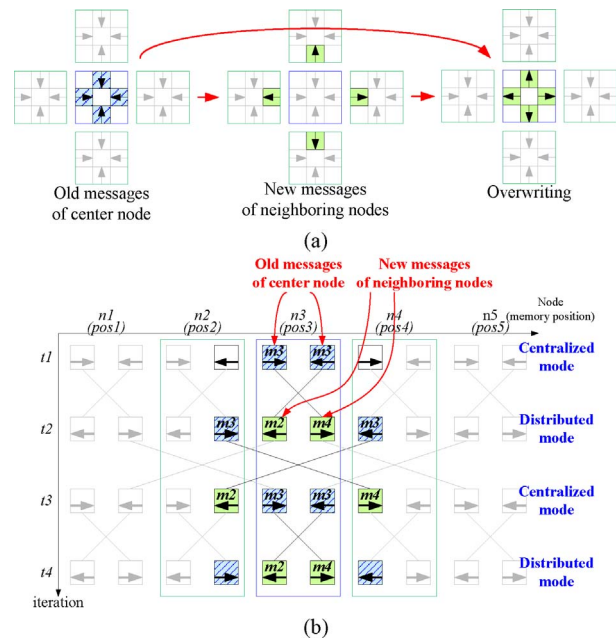 Old messages
of center node
New messages
of neighboring nodes
Overwriting
(a)
Old messages
of center node
New messages
of neighboring nodes
n1
(pos1)
n2
(pos2)
n3
(pos3)
n4
(pos4)
n5
(pos5)
Node
(memory position)
t1
m3
m3
Centralized
mode
t2
m3
m2
m4
m3
Distributed
mode
t3
m2
m3
m3
m4
Centralized
mode
t4
m2
m4
Distributed
mode
iteration
(b)